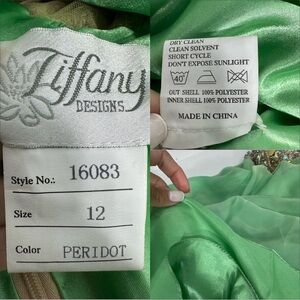 Tiffany
DESIGNS
Style No.: 16083
Size 12
Color PERIDOT
DRY CLEAN
CLEAN SOLVENT
SHORT CYCLE
DON'T EXPOSE SUNLIGHT
40°
OUT SHELL 100% POLYESTER
INNER SHELL 100% POLYESTER
MADE IN CHINA